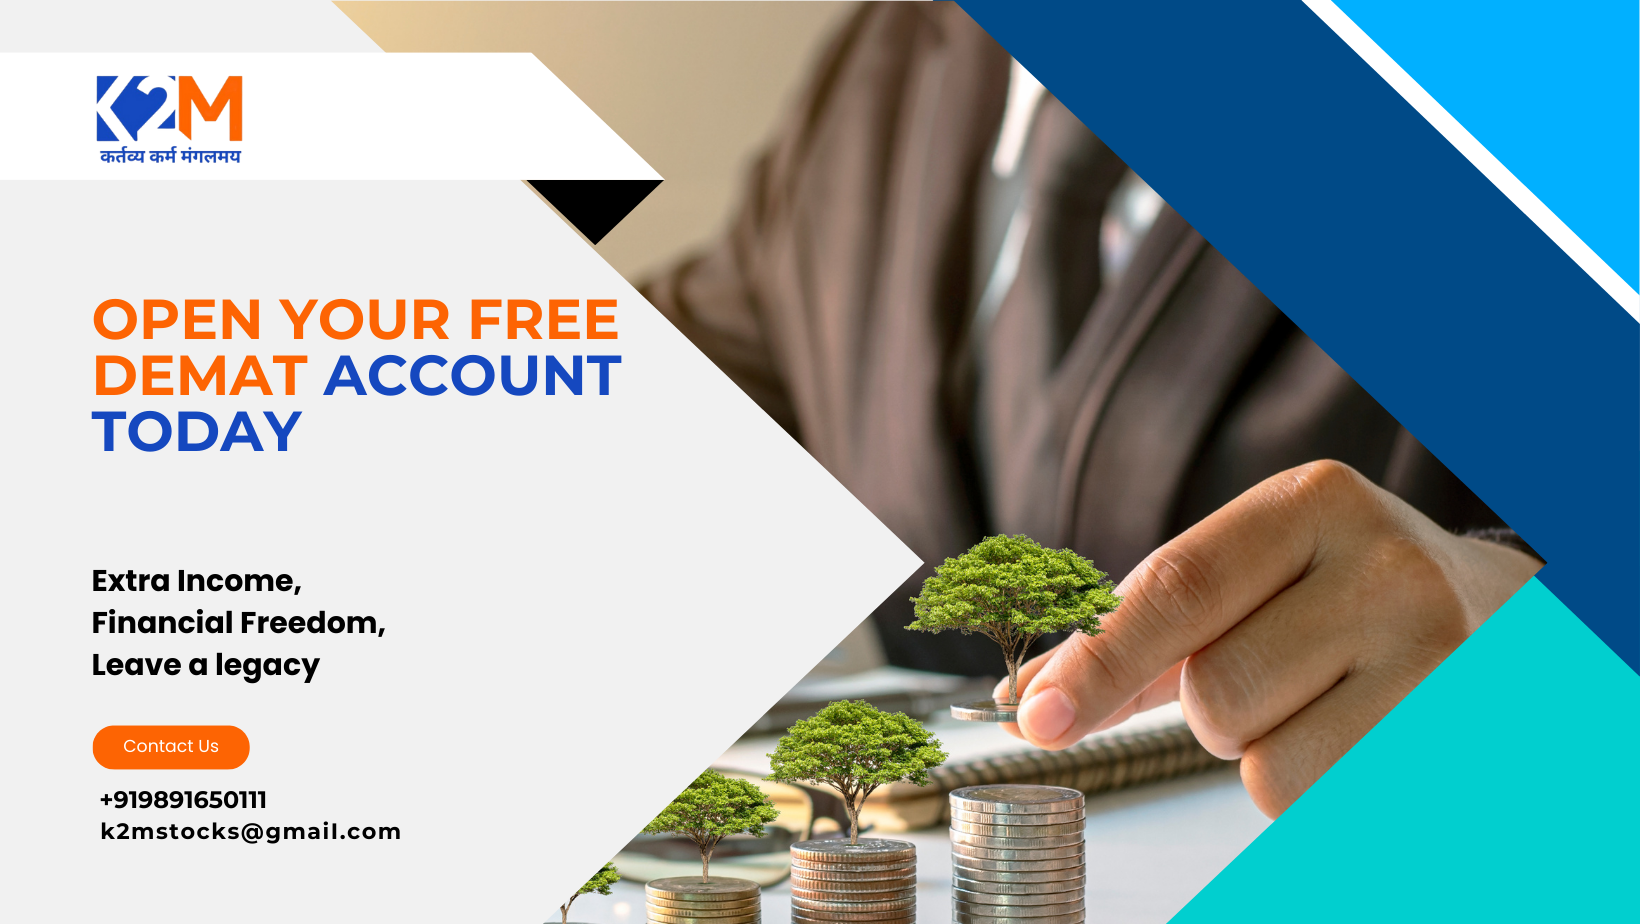 K2M
कर्तव्य कर्म मंगलमय
OPEN YOUR FREE
DEMAT ACCOUNT
TODAY
Extra Income,
Financial Freedom,
Leave a legacy
Contact Us
+919891650111
k2mstocks@gmail.com